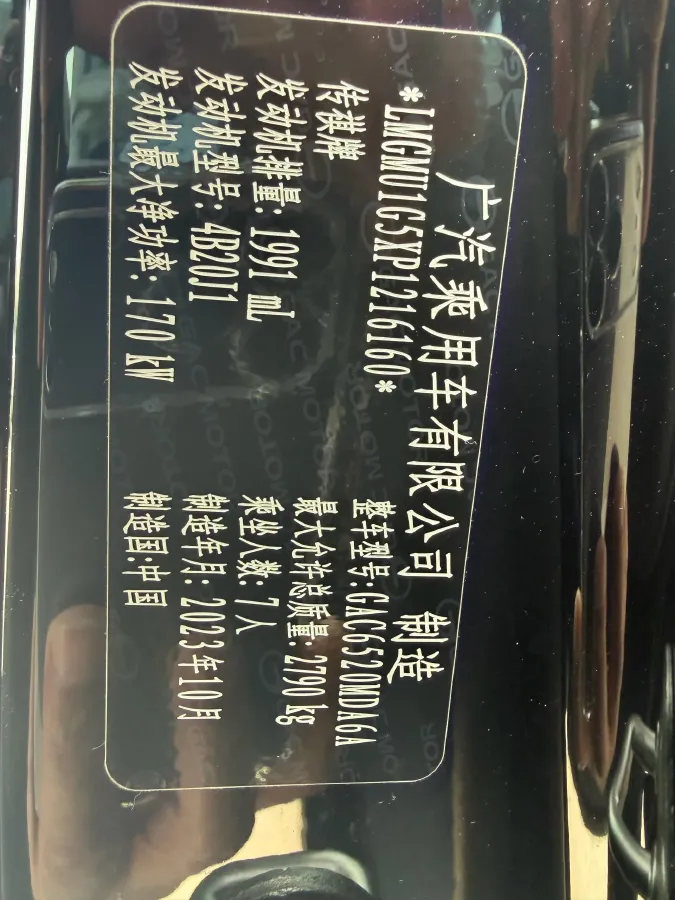 广汽乘用车有限公司 制造
*LMGMU1G5XP1216160*
传祺牌
整车型号:GAC6520MDA6A
发动机排量: 1991 mL
最大允许总质量: 2790 kg
发动机型号: 4B20J1
乘坐人数: 7人
发动机最大净功率: 170 kW
制造年月: 2023年10月
制造国:中国